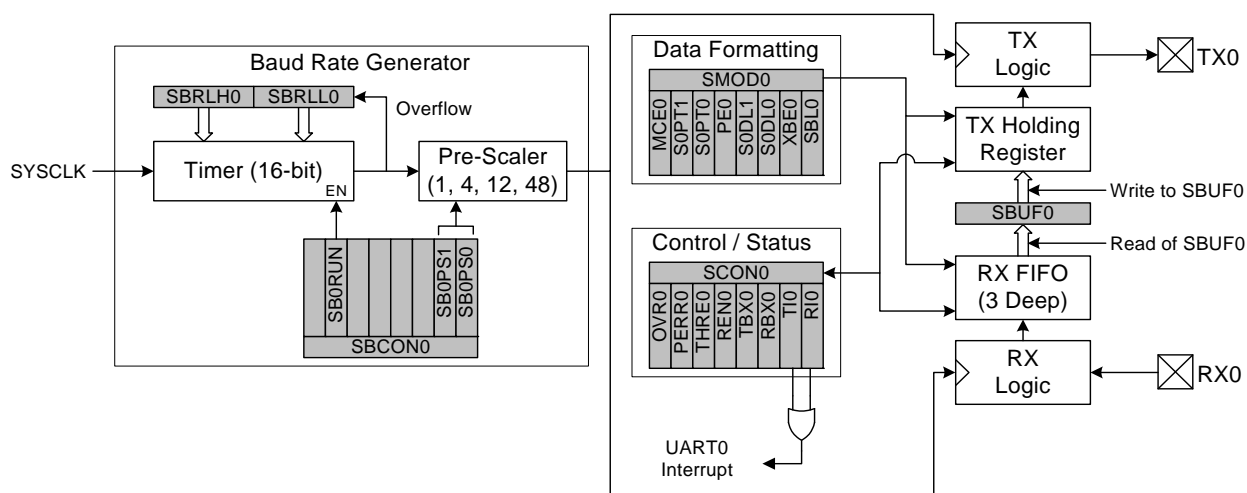 Baud Rate Generator
SBRLH0 SBRLL0
Overflow
SYSCLK
Timer (16-bit)
EN
Pre-Scaler
(1, 4, 12, 48)
SB0RUN
SB0PS1
SB0PS0
SBCON0
Data Formatting
SMOD0
MCE0
S0PT1
S0PT0
PE0
S0DL1
S0DL0
XBE0
SBL0
Control / Status
SCON0
OVR0
PERR0
THRE0
REN0
TBX0
RBX0
TI0
RI0
UART0
Interrupt
TX
Logic
TX0
TX Holding
Register
Write to SBUF0
SBUF0
Read of SBUF0
RX FIFO
(3 Deep)
RX
Logic
RX0